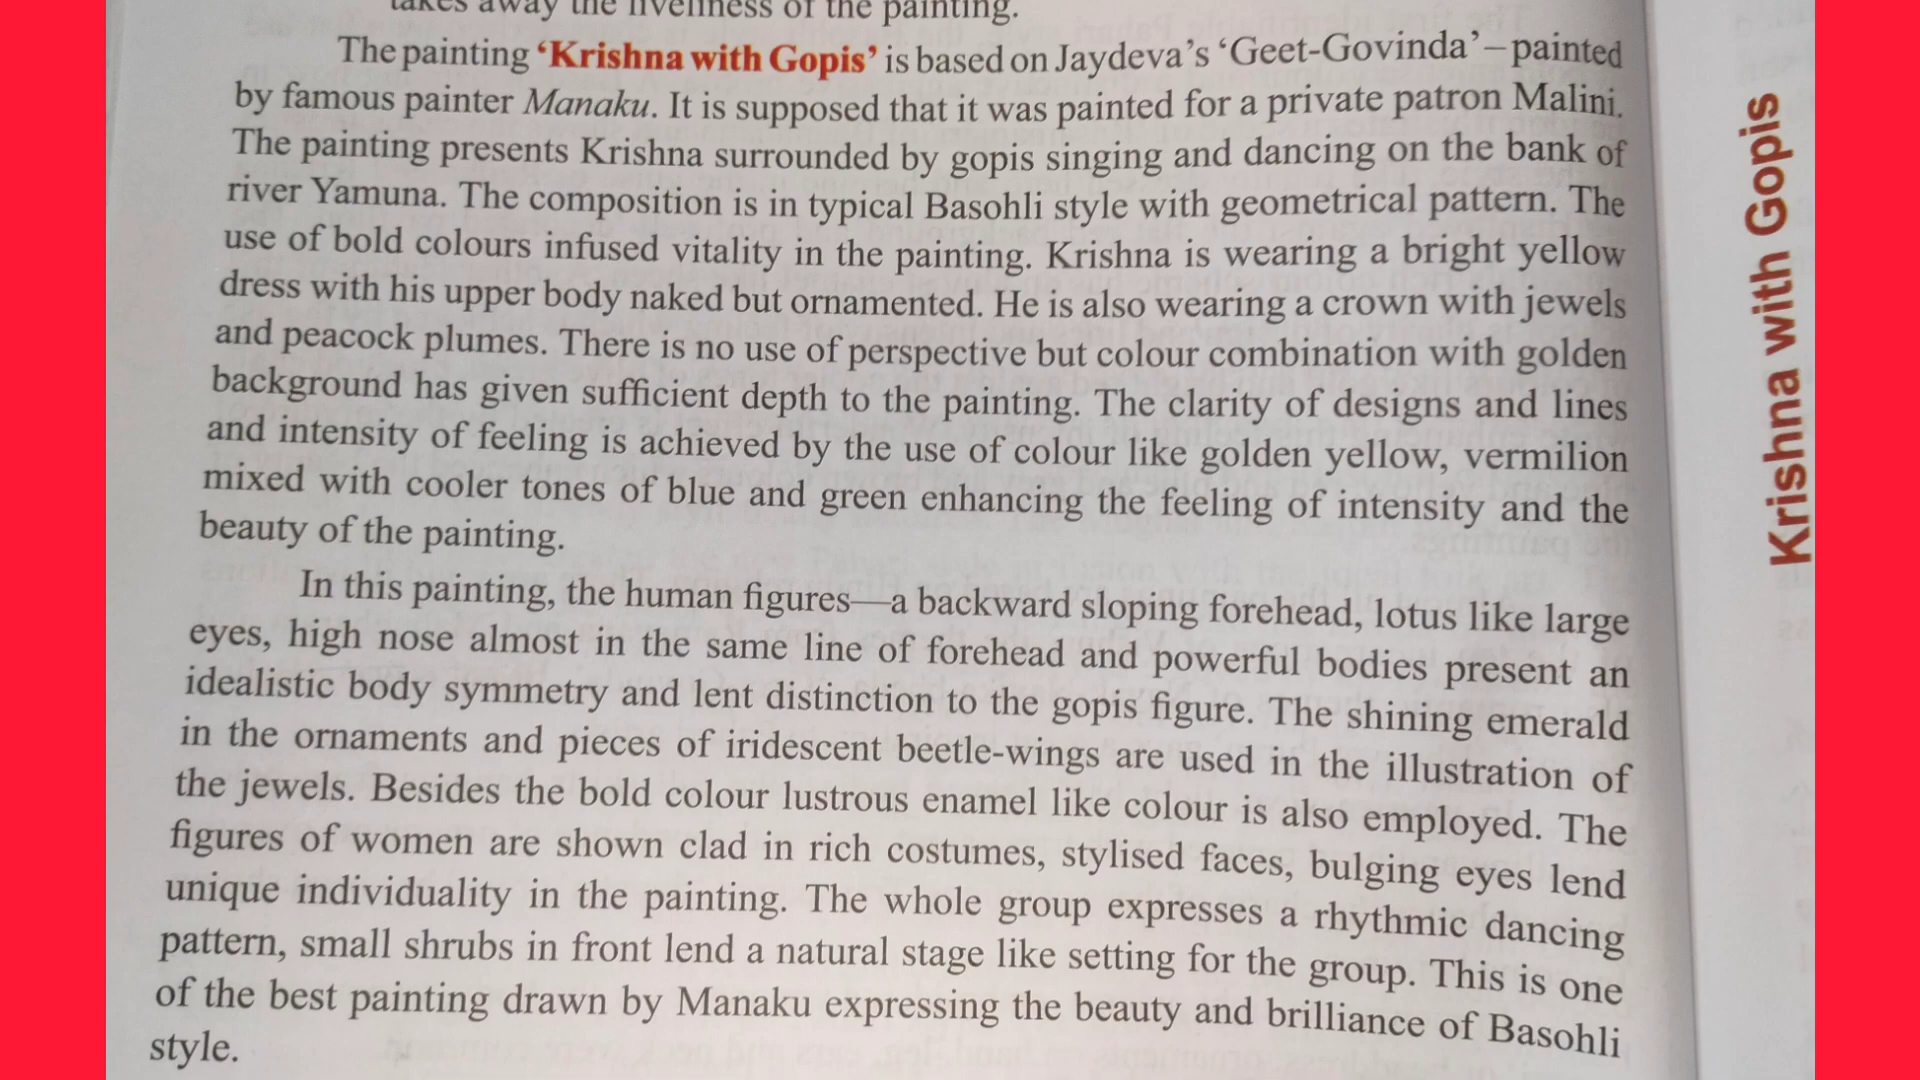 takes away the liveliness of the painting.
The painting ‘Krishna with Gopis’ is based on Jaydeva’s ‘Geet-Govinda’–painted
by famous painter Manaku. It is supposed that it was painted for a private patron Malini.
The painting presents Krishna surrounded by gopis singing and dancing on the bank of
river Yamuna. The composition is in typical Basohli style with geometrical pattern. The
use of bold colours infused vitality in the painting. Krishna is wearing a bright yellow
dress with his upper body naked but ornamented. He is also wearing a crown with jewels
and peacock plumes. There is no use of perspective but colour combination with golden
background has given sufficient depth to the painting. The clarity of designs and lines
and intensity of feeling is achieved by the use of colour like golden yellow, vermilion
mixed with cooler tones of blue and green enhancing the feeling of intensity and the
beauty of the painting.
In this painting, the human figures—a backward sloping forehead, lotus like large
eyes, high nose almost in the same line of forehead and powerful bodies present an
idealistic body symmetry and lent distinction to the gopis figure. The shining emerald
in the ornaments and pieces of iridescent beetle-wings are used in the illustration of
the jewels. Besides the bold colour lustrous enamel like colour is also employed. The
figures of women are shown clad in rich costumes, stylised faces, bulging eyes lend
unique individuality in the painting. The whole group expresses a rhythmic dancing
pattern, small shrubs in front lend a natural stage like setting for the group. This is one
of the best painting drawn by Manaku expressing the beauty and brilliance of Basohli
style.
Krishna with Gopis